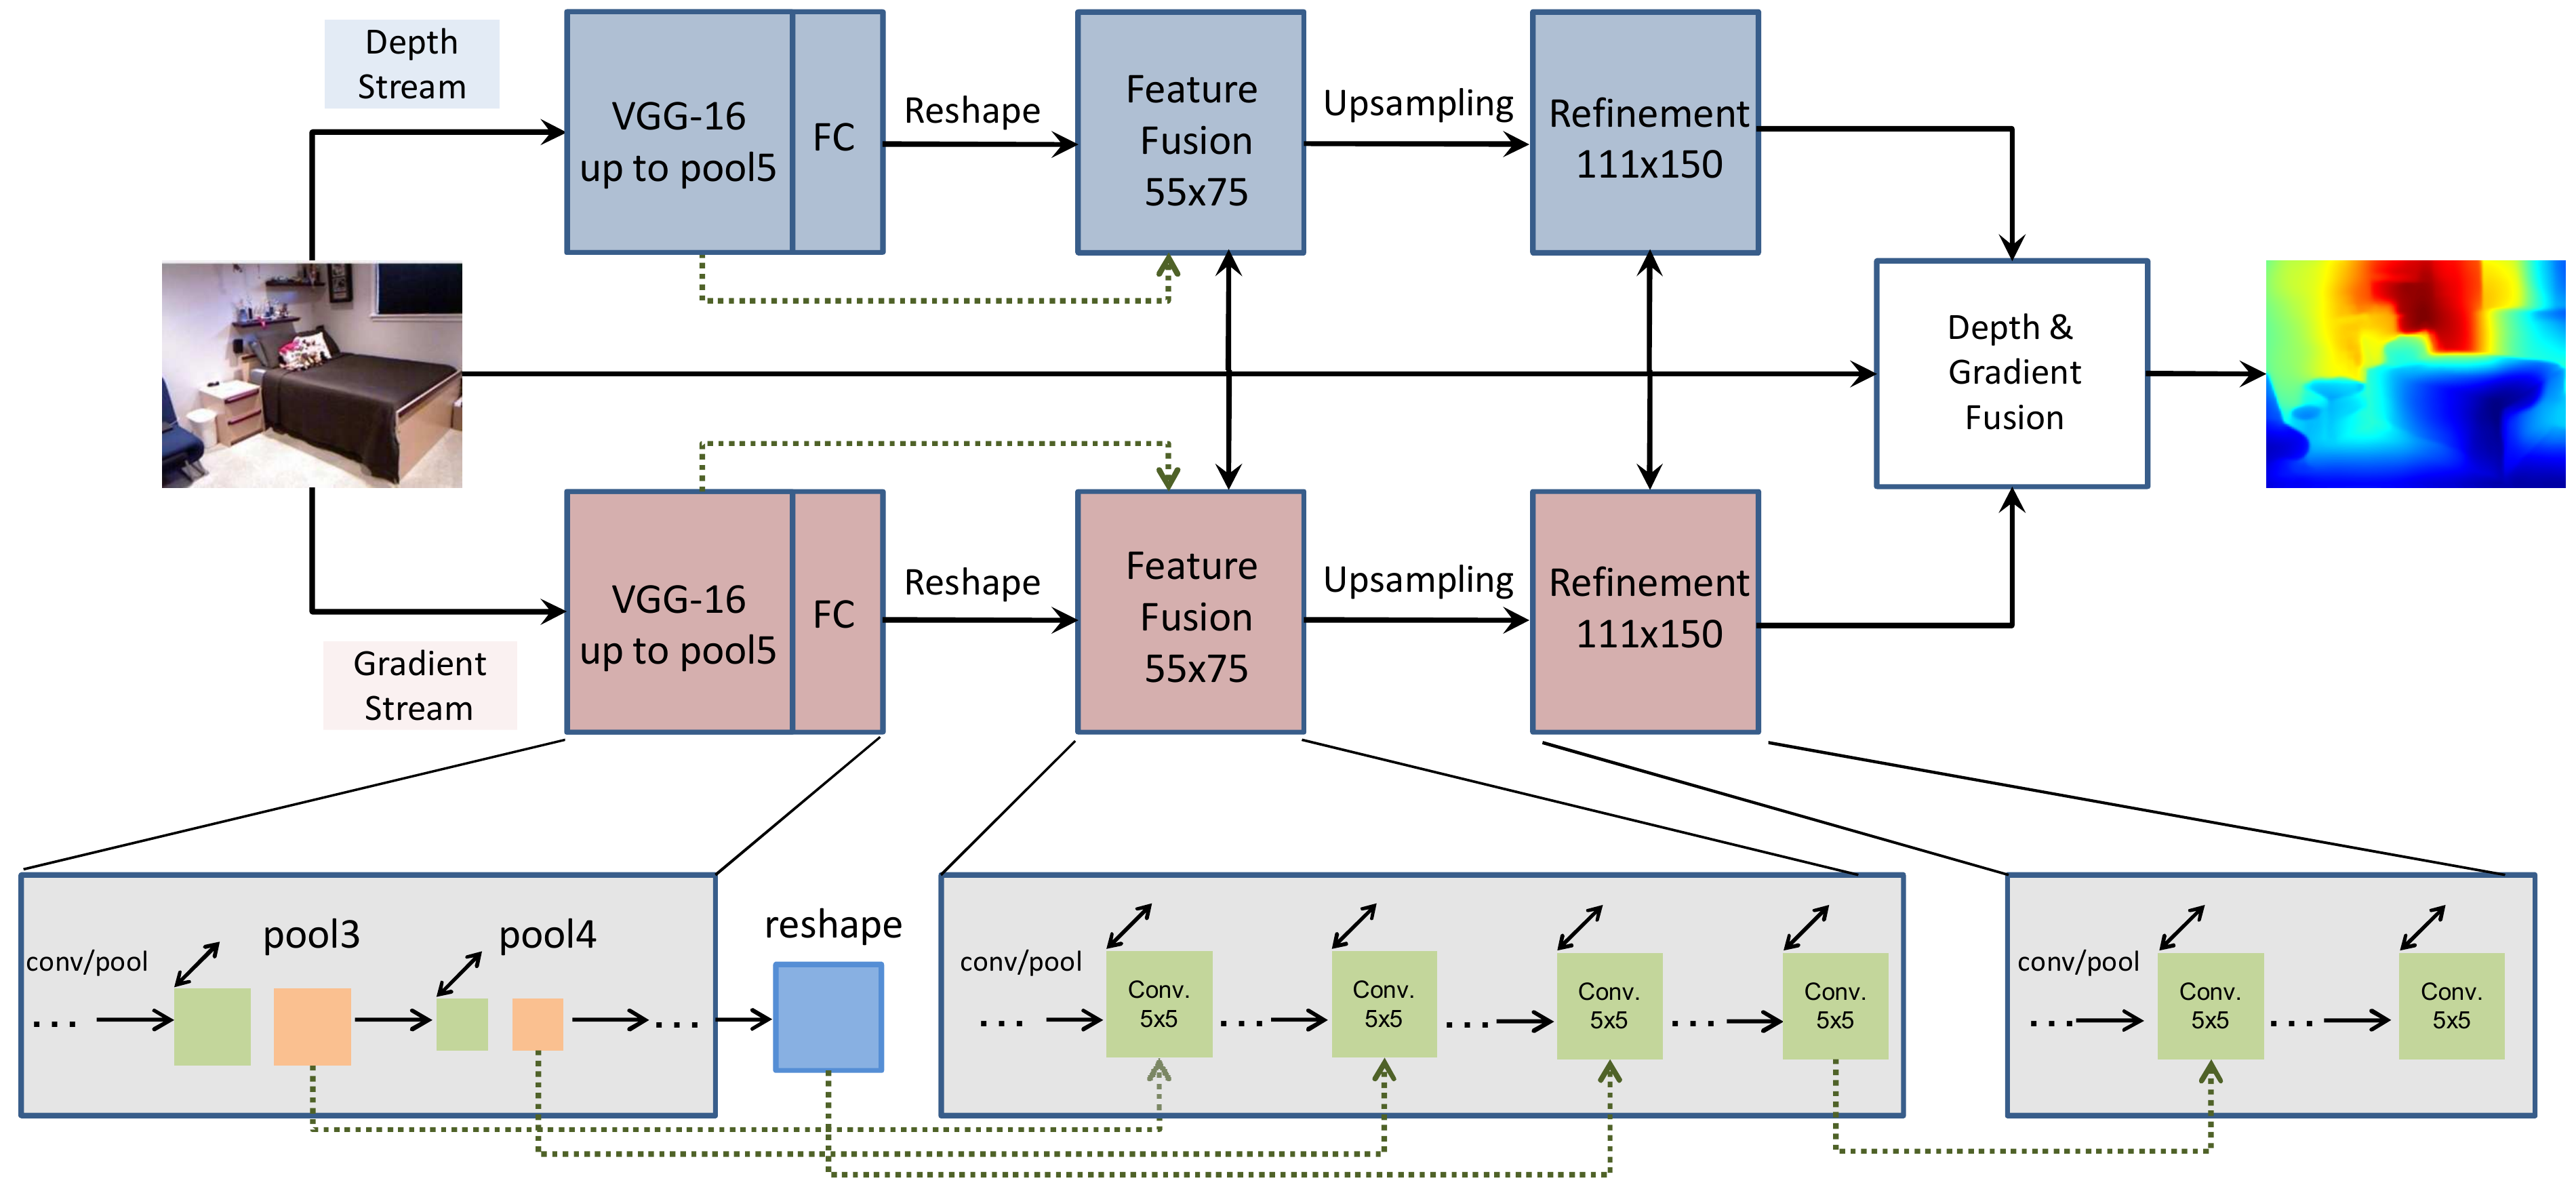 Depth
Stream
VGG-16
up to pool5
FC
Reshape
Feature
Fusion
55x75
Upsampling
Refinement
111x150
Depth &
Gradient
Fusion
Gradient
Stream
VGG-16
up to pool5
FC
Reshape
Feature
Fusion
55x75
Upsampling
Refinement
111x150
conv/pool
pool3
pool4
...
...
reshape
conv/pool
...
Conv.
5x5
...
Conv.
5x5
...
Conv.
5x5
...
Conv.
5x5
conv/pool
...
Conv.
5x5
...
Conv.
5x5